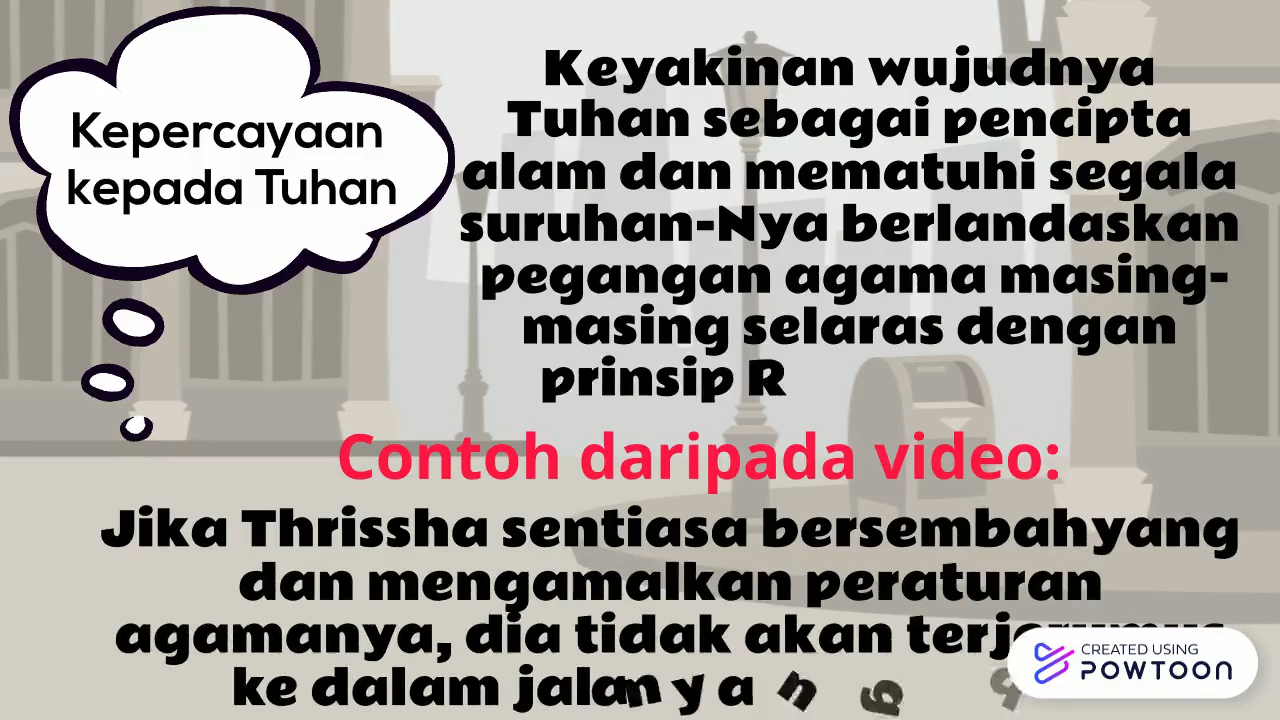 Kepercayaan
kepada Tuhan
Keyakinan wujudnya
Tuhan sebagai pencipta
alam dan mematuhi segala
suruhan-Nya berlandaskan
pegangan agama masing-
masing selaras dengan
prinsip R
Contoh daripada video:
Jika Thrissha sentiasa bersembahyang
dan mengamalkan peraturan
agamanya, dia tidak akan
ke dalam jalan yang
CREATED USING
POWTOON